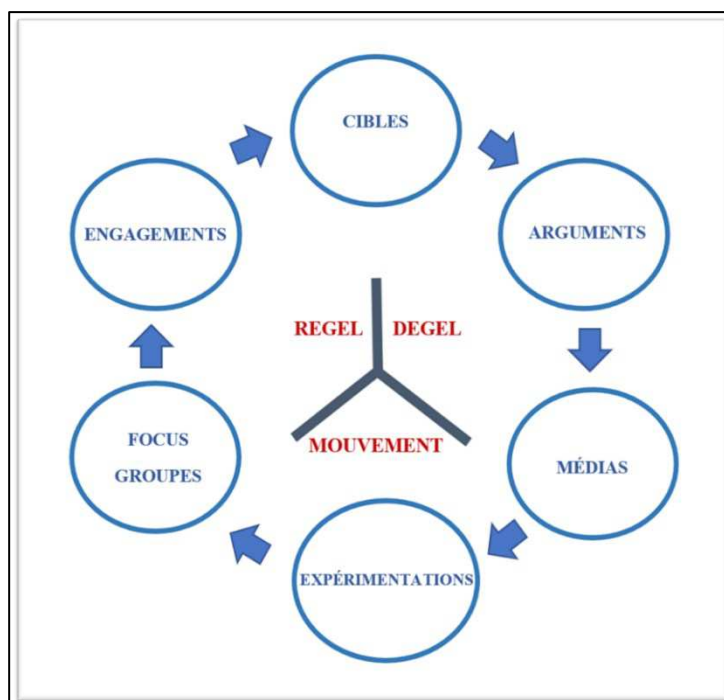 CIBLES
ENGAGEMENTS
ARGUMENTS
REGEL DEGEL
MOUVEMENT
FOCUS
GROUPES
MÉDIAS
EXPÉRIMENTATIONS